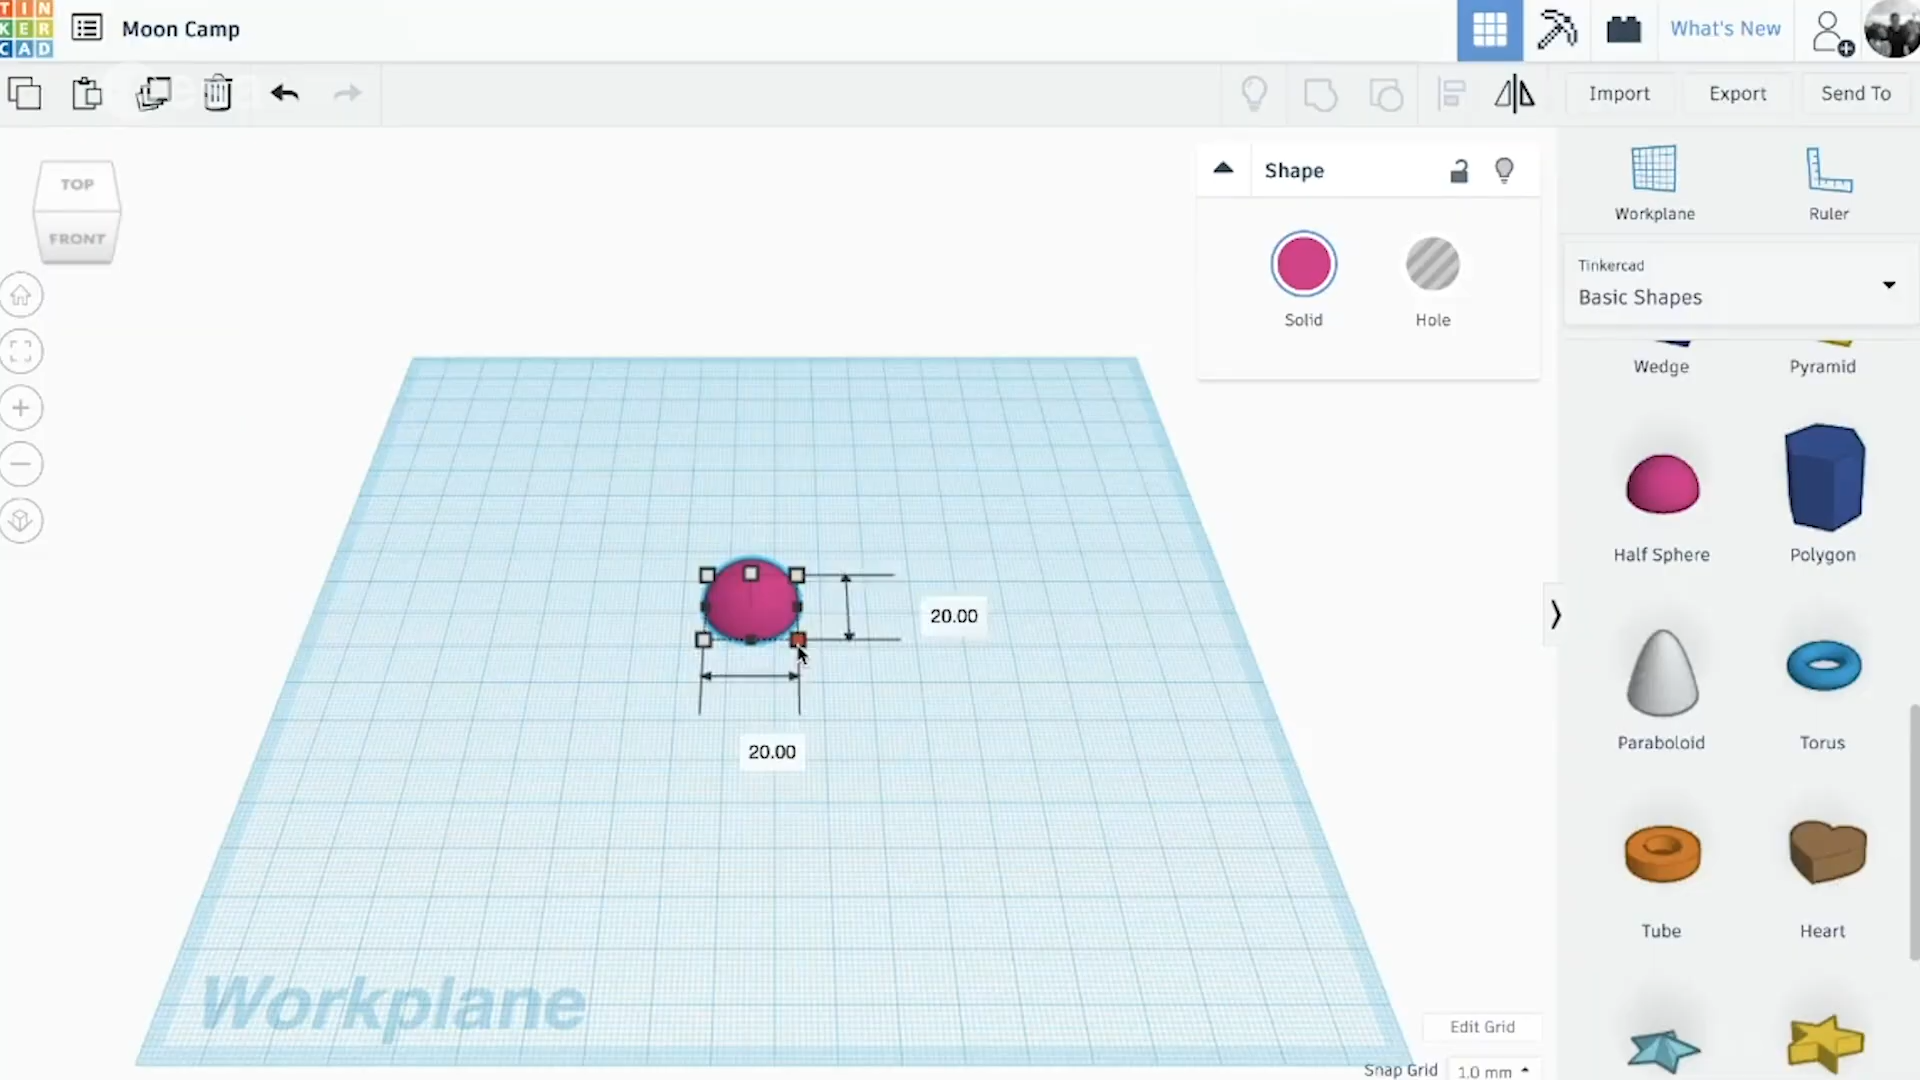 TIN
KER
CAD
Moon Camp
What's New
Import
Export
Send To
TOP
FRONT
Shape
Solid
Hole
Workplane
Ruler
Tinkercad
Basic Shapes
Wedge
Pyramid
Half Sphere
Polygon
Paraboloid
Torus
Tube
Heart
20.00
20.00
Workplane
Edit Grid
Snap Grid
1.0 mm